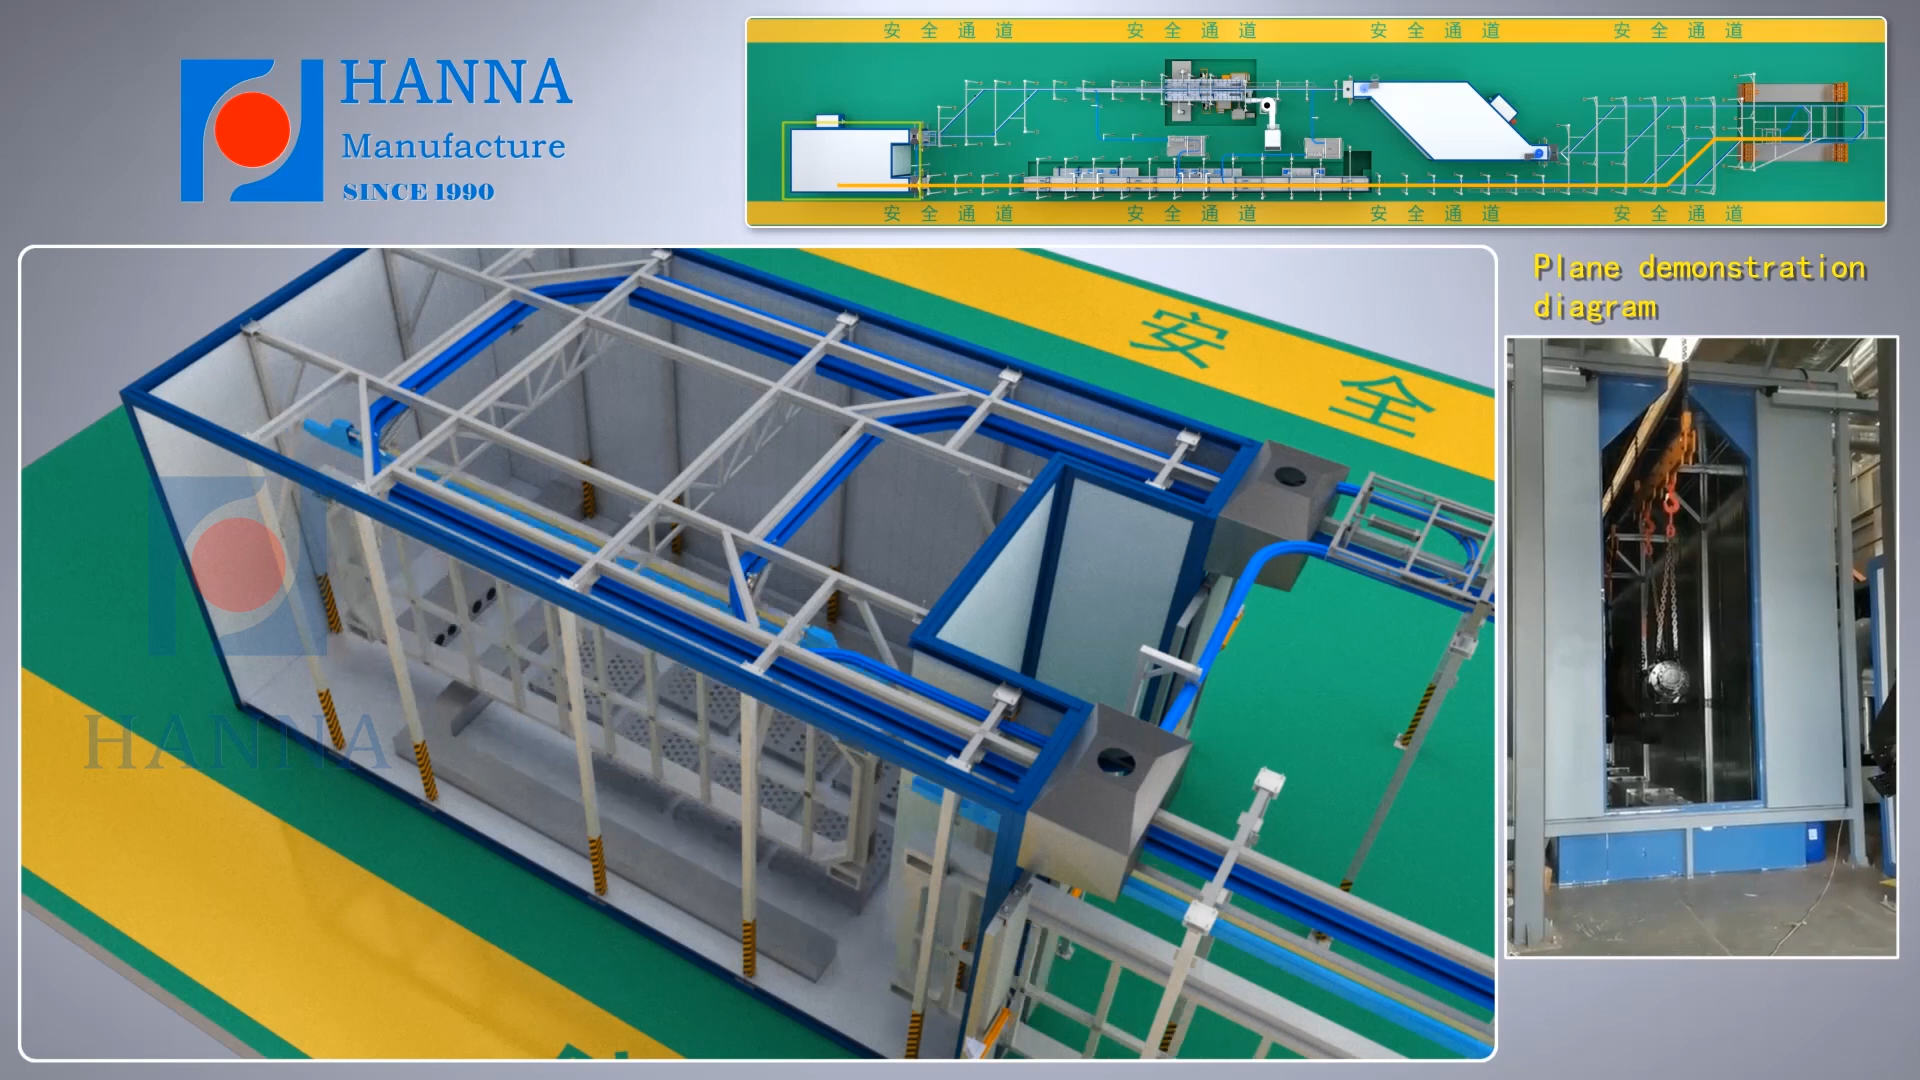 HANNA
Manufacture
SINCE 1990
安全通道 安全通道 安全通道 安全通道
安全通道 安全通道 安全通道 安全通道
Plane demonstration
diagram
安全
HANNA